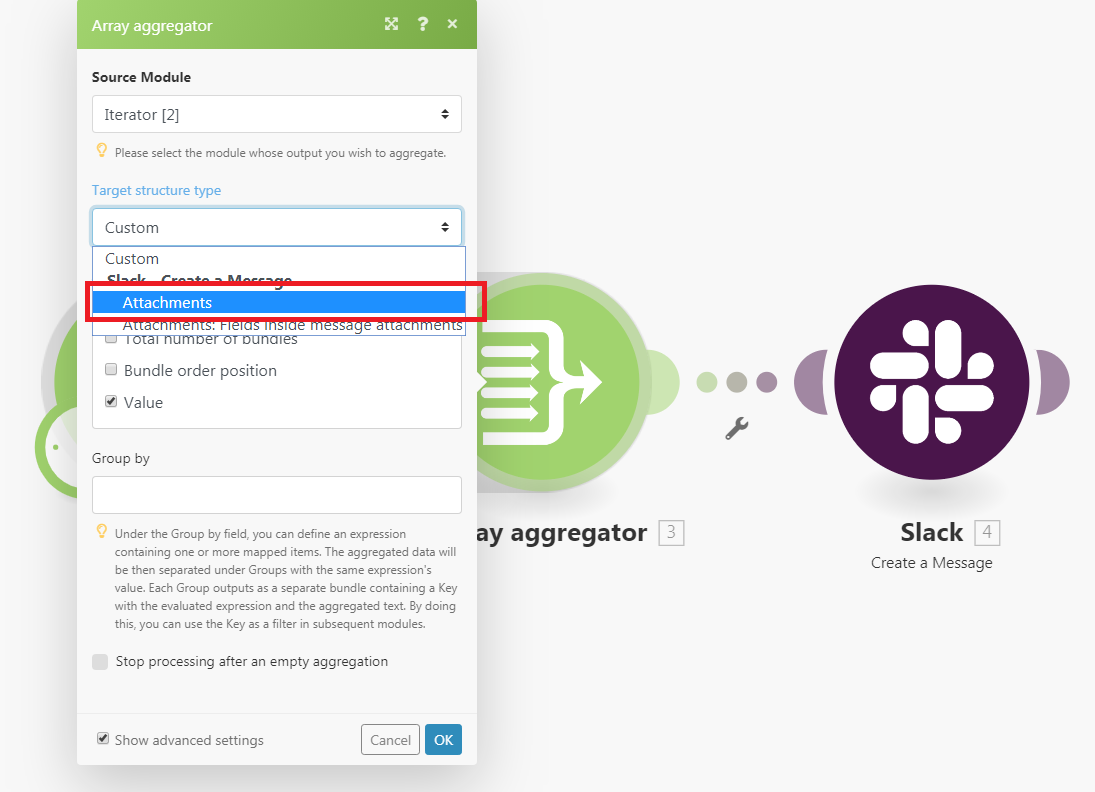 Array aggregator
?
Source Module
Iterator [2]
Please select the module whose output you wish to aggregate.
Target structure type
Custom
Custom
Slack - Create a Message
Attachments
Attachments: Fields inside message attachments
Total number of bundles
Bundle order position
Value
Group by
Under the Group by field, you can define an expression
containing one or more mapped items. The aggregated data will
be then separated under Groups with the same expression's
value. Each Group outputs as a separate bundle containing a Key
with the evaluated expression and the aggregated text. By doing
this, you can use the Key as a filter in subsequent modules.
Stop processing after an empty aggregation
Show advanced settings
Cancel
OK
ay aggregator 3
Slack 4
Create a Message